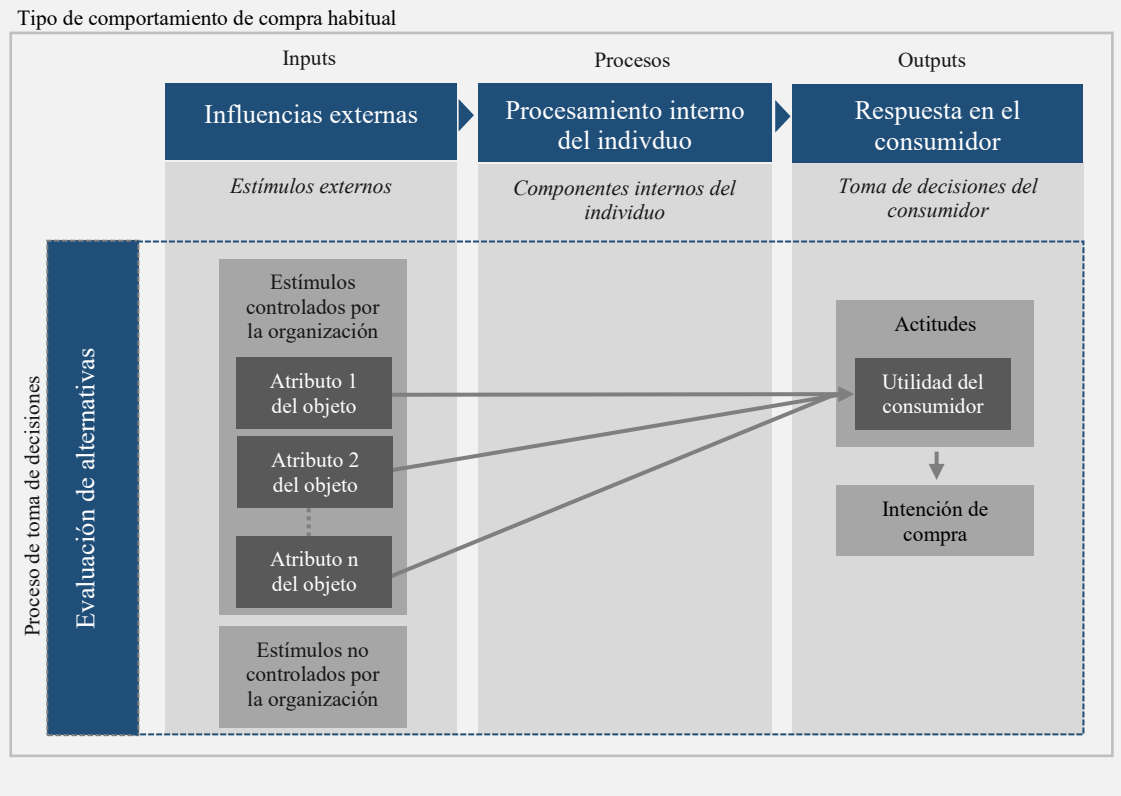 Tipo de comportamiento de compra habitual
Inputs
Procesos
Outputs
Influencias externas
Procesamiento interno
del indivduo
Respuesta en el
consumidor
Estímulos externos
Componentes internos del
individuo
Toma de decisiones del
consumidor
Proceso de toma de decisiones
Evaluación de alternativas
Estímulos
controlados por
la organización
Atributo 1
del objeto
Atributo 2
del objeto
Atributo n
del objeto
Estímulos no
controlados por
la organización
Actitudes
Utilidad del
consumidor
Intención de
compra